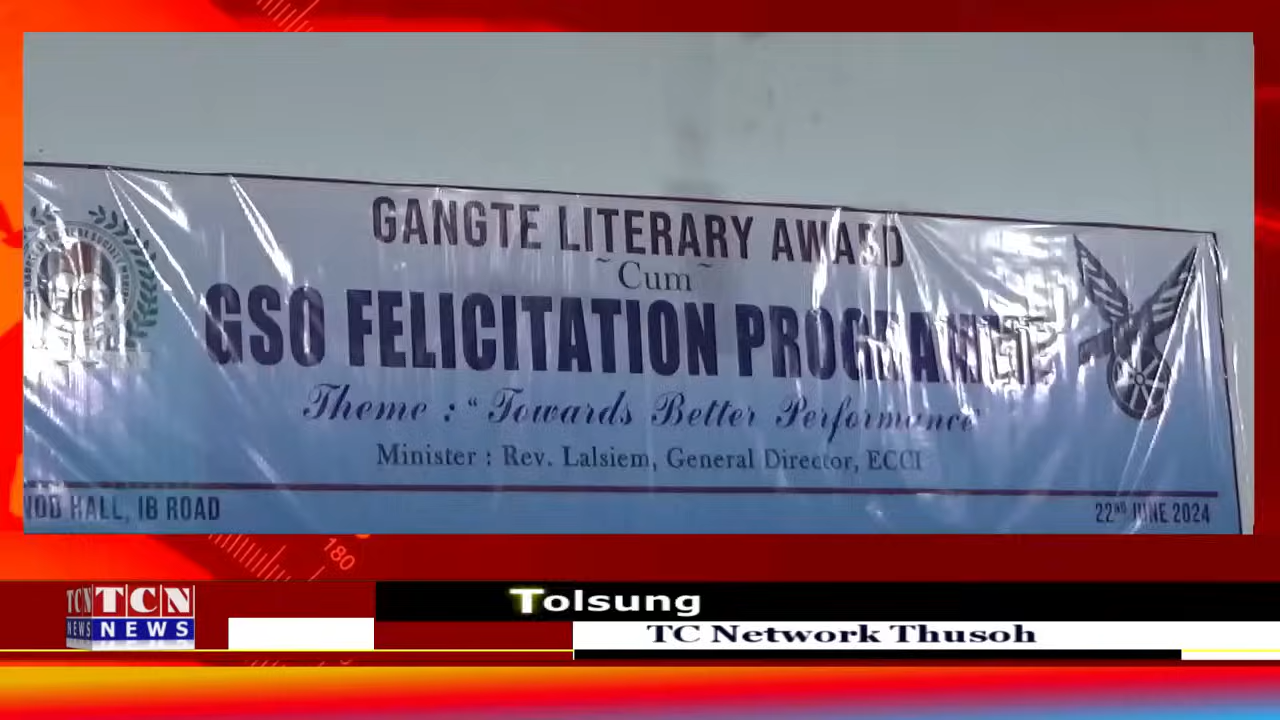 GANGTE LITERARY AWARD
~Cum~
GSO FELICITATION PROGRAMME
Theme : "Towards Better Performance"
Minister : Rev. Lalsiem, General Director, ECCI
HALL, IB ROAD
22ND JUNE 2024
180
TCN TCN
NEWS NEWS
Tolsung
TC Network Thusoh